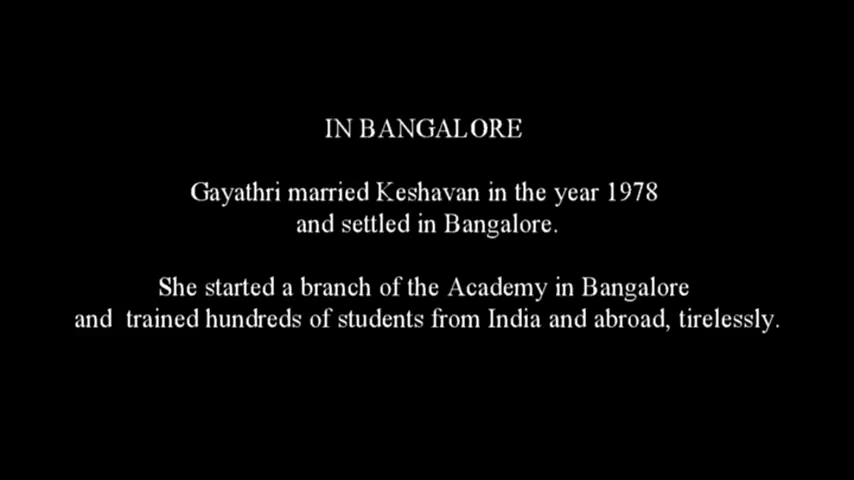 IN BANGALORE
Gayathri married Keshavan in the year 1978
and settled in Bangalore.
She started a branch of the Academy in Bangalore
and  trained hundreds of students from India and abroad, tirelessly.